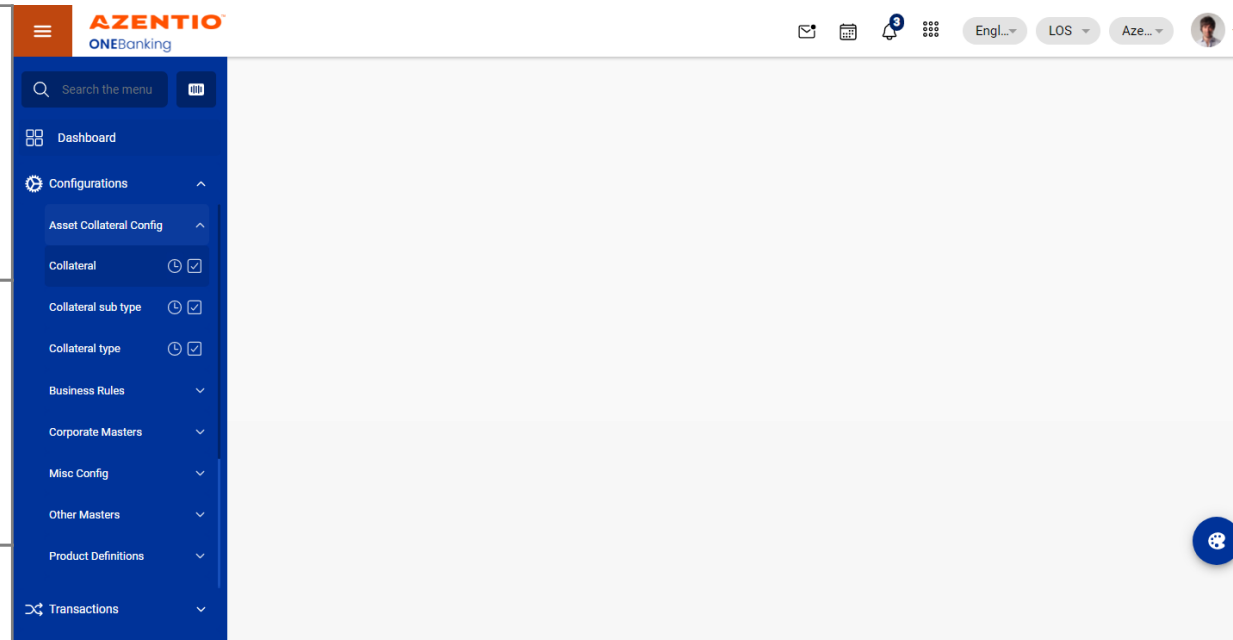 AZENTIO
ONEBanking
3
Engl...
LOS
Aze...
Search the menu
Dashboard
Configurations
Asset Collateral Config
Collateral
Collateral sub type
Collateral type
Business Rules
Corporate Masters
Misc Config
Other Masters
Product Definitions
Transactions